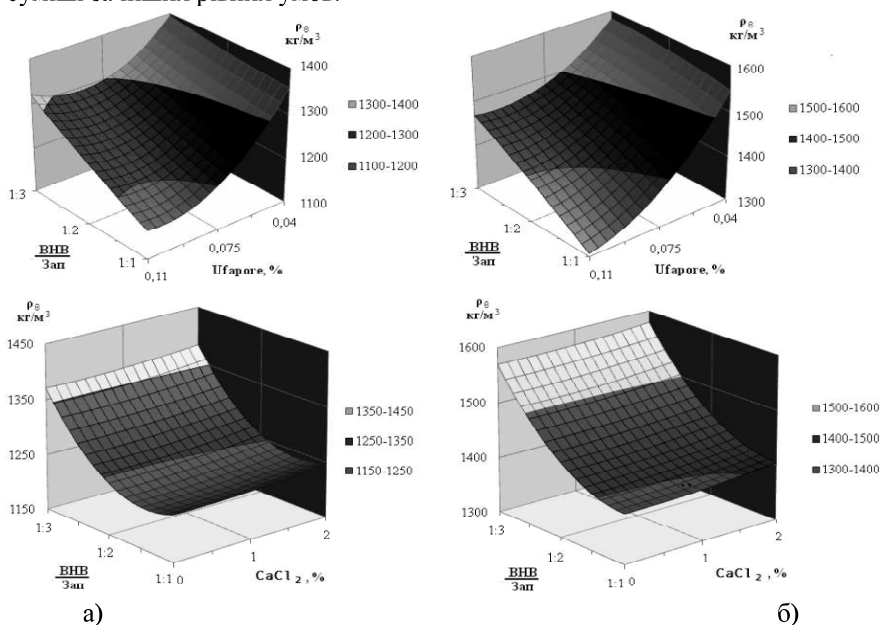 ρ₀
кг/м³
1400
1300
1200
1100
1300-1400
1200-1300
1100-1200
1:3
1:2
1:1
ВНВ
Зап
0,11
0,075
0,04
Ufapore, %
ρ₀
кг/м³
1600
1500
1400
1300
1500-1600
1400-1500
1300-1400
1:3
1:2
1:1
ВНВ
Зап
0,11
0,075
0,04
Ufapore, %
ρ₀
кг/м³
1450
1350
1250
1150
1350-1450
1250-1350
1150-1250
1:3
1:2
1:1
ВНВ
Зап
0
1
2
CaCl₂, %
ρ₀
кг/м³
1600
1500
1400
1300
1500-1600
1400-1500
1300-1400
1:3
1:2
1:1
ВНВ
Зап
0
1
2
CaCl₂, %
а)
б)